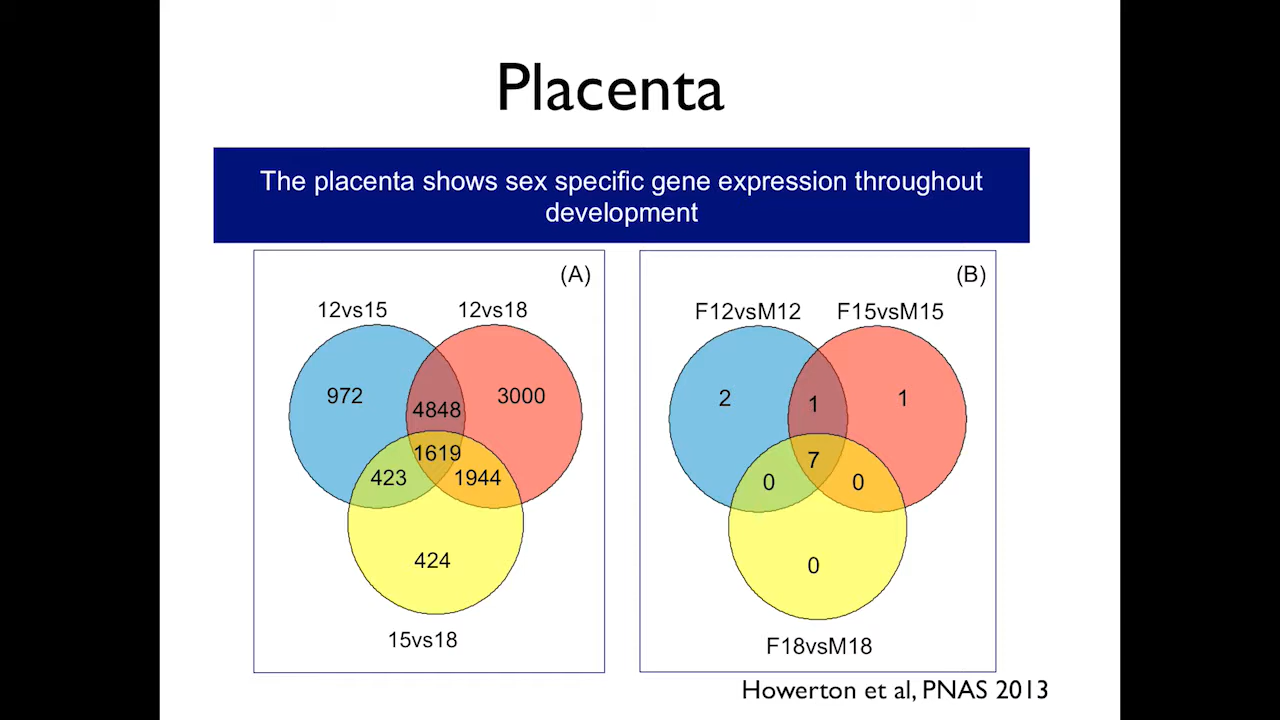 Placenta
The placenta shows sex specific gene expression throughout
development
(A)
12vs15 12vs18
972
4848
3000
1619
423
1944
424
15vs18
(B)
F12vsM12 F15vsM15
2
1
1
7
0
0
0
F18vsM18
Howerton et al, PNAS 2013